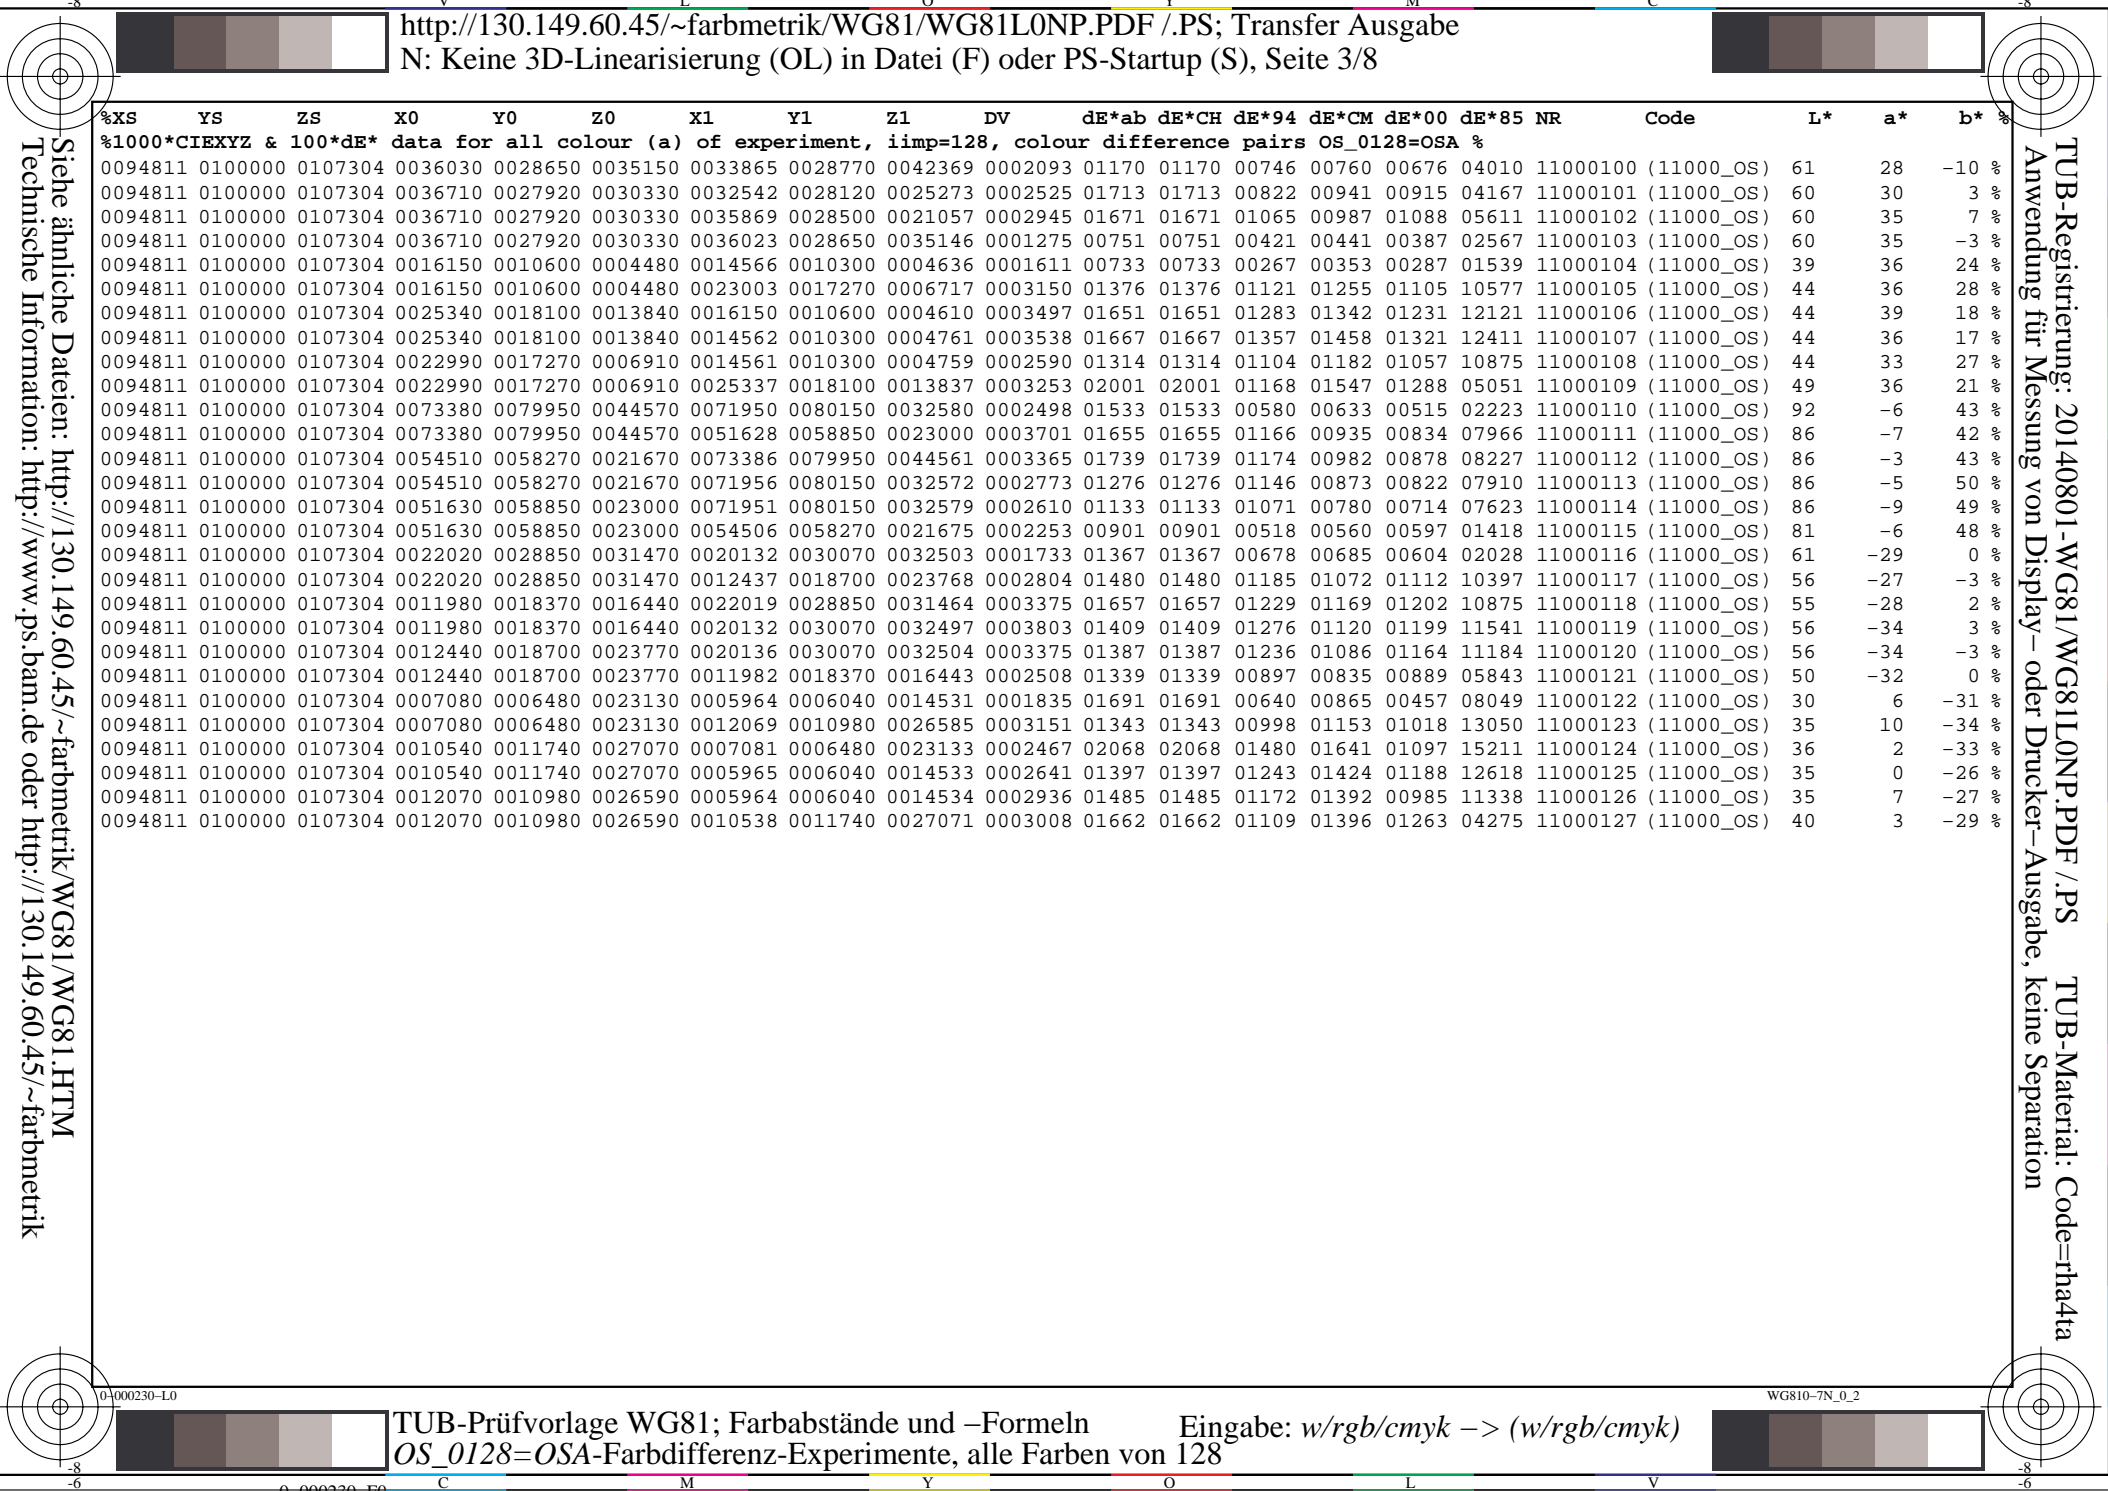 -8 V L O Y M C -8
http://130.149.60.45/~farbmetrik/WG81/WG81L0NP.PDF /.PS; Transfer Ausgabe
N: Keine 3D-Linearisierung (OL) in Datei (F) oder PS-Startup (S), Seite 3/8
%XS YS ZS X0 Y0 Z0 X1 Y1 Z1 DV dE*ab dE*CH dE*94 dE*CM dE*00 dE*85 NR Code L* a* b* %
%1000*CIEXYZ & 100*dE* data for all colour (a) of experiment, iimp=128, colour difference pairs OS_0128=OSA %
0094811 0100000 0107304 0036030 0028650 0035150 0033865 0028770 0042369 0002093 01170 01170 00746 00760 00676 04010 11000100 (11000_OS) 61 28 −10 %
0094811 0100000 0107304 0036710 0027920 0030330 0032542 0028120 0025273 0002525 01713 01713 00822 00941 00915 04167 11000101 (11000_OS) 60 30 3 %
0094811 0100000 0107304 0036710 0027920 0030330 0035869 0028500 0021057 0002945 01671 01671 01065 00987 01088 05611 11000102 (11000_OS) 60 35 7 %
0094811 0100000 0107304 0036710 0027920 0030330 0036023 0028650 0035146 0001275 00751 00751 00421 00441 00387 02567 11000103 (11000_OS) 60 35 −3 %
0094811 0100000 0107304 0016150 0010600 0004480 0014566 0010300 0004636 0001611 00733 00733 00267 00353 00287 01539 11000104 (11000_OS) 39 36 24 %
0094811 0100000 0107304 0016150 0010600 0004480 0023003 0017270 0006717 0003150 01376 01376 01121 01255 01105 10577 11000105 (11000_OS) 44 36 28 %
0094811 0100000 0107304 0025340 0018100 0013840 0016150 0010600 0004610 0003497 01651 01651 01283 01342 01231 12121 11000106 (11000_OS) 44 39 18 %
0094811 0100000 0107304 0025340 0018100 0013840 0014562 0010300 0004761 0003538 01667 01667 01357 01458 01321 12411 11000107 (11000_OS) 44 36 17 %
0094811 0100000 0107304 0022990 0017270 0006910 0014561 0010300 0004759 0002590 01314 01314 01104 01182 01057 10875 11000108 (11000_OS) 44 33 27 %
0094811 0100000 0107304 0022990 0017270 0006910 0025337 0018100 0013837 0003253 02001 02001 01168 01547 01288 05051 11000109 (11000_OS) 49 36 21 %
0094811 0100000 0107304 0073380 0079950 0044570 0071950 0080150 0032580 0002498 01533 01533 00580 00633 00515 02223 11000110 (11000_OS) 92 −6 43 %
0094811 0100000 0107304 0073380 0079950 0044570 0051628 0058850 0023000 0003701 01655 01655 01166 00935 00834 07966 11000111 (11000_OS) 86 −7 42 %
0094811 0100000 0107304 0054510 0058270 0021670 0073386 0079950 0044561 0003365 01739 01739 01174 00982 00878 08227 11000112 (11000_OS) 86 −3 43 %
0094811 0100000 0107304 0054510 0058270 0021670 0071956 0080150 0032572 0002773 01276 01276 01146 00873 00822 07910 11000113 (11000_OS) 86 −5 50 %
0094811 0100000 0107304 0051630 0058850 0023000 0071951 0080150 0032579 0002610 01133 01133 01071 00780 00714 07623 11000114 (11000_OS) 86 −9 49 %
0094811 0100000 0107304 0051630 0058850 0023000 0054506 0058270 0021675 0002253 00901 00901 00518 00560 00597 01418 11000115 (11000_OS) 81 −6 48 %
0094811 0100000 0107304 0022020 0028850 0031470 0020132 0030070 0032503 0001733 01367 01367 00678 00685 00604 02028 11000116 (11000_OS) 61 −29 0 %
0094811 0100000 0107304 0022020 0028850 0031470 0012437 0018700 0023768 0002804 01480 01480 01185 01072 01112 10397 11000117 (11000_OS) 56 −27 −3 %
0094811 0100000 0107304 0011980 0018370 0016440 0022019 0028850 0031464 0003375 01657 01657 01229 01169 01202 10875 11000118 (11000_OS) 55 −28 2 %
0094811 0100000 0107304 0011980 0018370 0016440 0020132 0030070 0032497 0003803 01409 01409 01276 01120 01199 11541 11000119 (11000_OS) 56 −34 3 %
0094811 0100000 0107304 0012440 0018700 0023770 0020136 0030070 0032504 0003375 01387 01387 01236 01086 01164 11184 11000120 (11000_OS) 56 −34 −3 %
0094811 0100000 0107304 0012440 0018700 0023770 0011982 0018370 0016443 0002508 01339 01339 00897 00835 00889 05843 11000121 (11000_OS) 50 −32 0 %
0094811 0100000 0107304 0007080 0006480 0023130 0005964 0006040 0014531 0001835 01691 01691 00640 00865 00457 08049 11000122 (11000_OS) 30 6 −31 %
0094811 0100000 0107304 0007080 0006480 0023130 0012069 0010980 0026585 0003151 01343 01343 00998 01153 01018 13050 11000123 (11000_OS) 35 10 −34 %
0094811 0100000 0107304 0010540 0011740 0027070 0007081 0006480 0023133 0002467 02068 02068 01480 01641 01097 15211 11000124 (11000_OS) 36 2 −33 %
0094811 0100000 0107304 0010540 0011740 0027070 0005965 0006040 0014533 0002641 01397 01397 01243 01424 01188 12618 11000125 (11000_OS) 35 0 −26 %
0094811 0100000 0107304 0012070 0010980 0026590 0005964 0006040 0014534 0002936 01485 01485 01172 01392 00985 11338 11000126 (11000_OS) 35 7 −27 %
0094811 0100000 0107304 0012070 0010980 0026590 0010538 0011740 0027071 0003008 01662 01662 01109 01396 01263 04275 11000127 (11000_OS) 40 3 −29 %
Siehe ähnliche Dateien: http://130.149.60.45/~farbmetrik/WG81/WG81.HTM
Technische Information: http://www.ps.bam.de oder http://130.149.60.45/~farbmetrik
TUB-Registrierung: 20140801-WG81/WG81L0NP.PDF /.PS TUB-Material: Code=rha4ta
Anwendung für Messung von Display− oder Drucker−Ausgabe, keine Separation
0−000230−L0 WG810−7N_0_2
TUB-Prüfvorlage WG81; Farbabstände und −Formeln Eingabe: w/rgb/cmyk −> (w/rgb/cmyk)
OS_0128=OSA-Farbdifferenz-Experimente, alle Farben von 128
-8 -8
-6 0−000230−F0 C M Y O L V -6